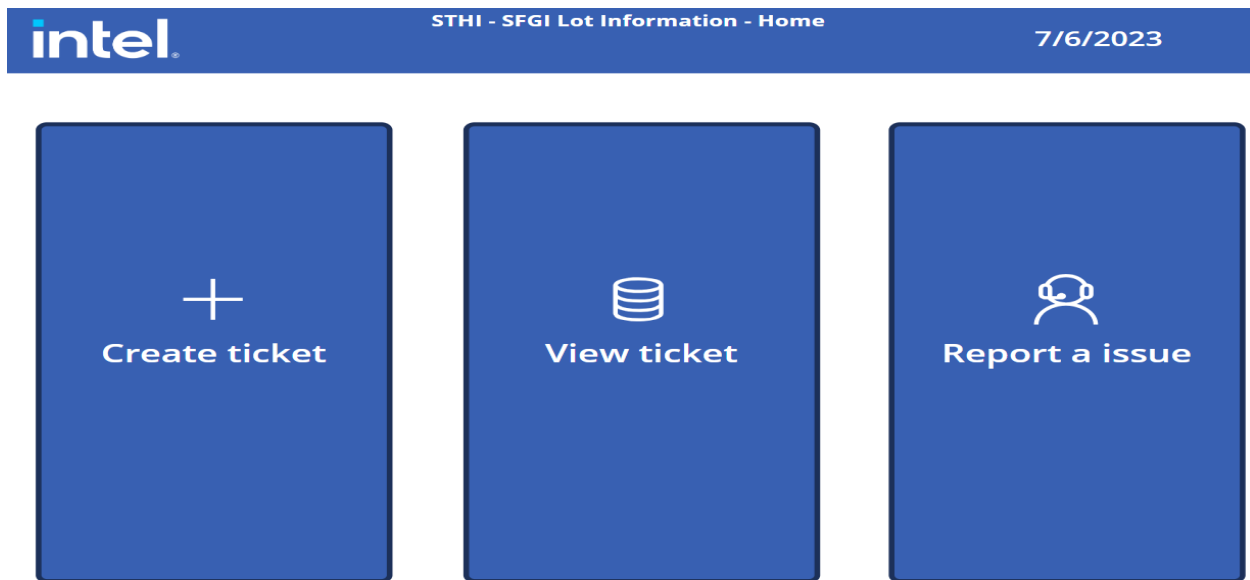 STHI - SFGI Lot Information - Home
intel®
7/6/2023
Create ticket
View ticket
Report a issue